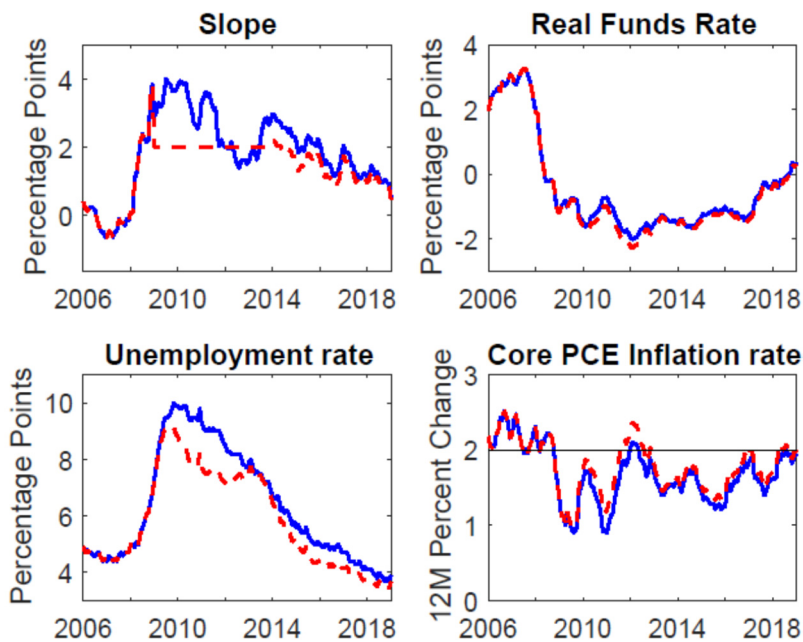 Slope
Percentage Points
4
2
0
2006 2010 2014 2018
Real Funds Rate
Percentage Points
4
2
0
-2
2006 2010 2014 2018
Unemployment rate
Percentage Points
10
8
6
4
2006 2010 2014 2018
Core PCE Inflation rate
12M Percent Change
3
2
1
0
2006 2010 2014 2018